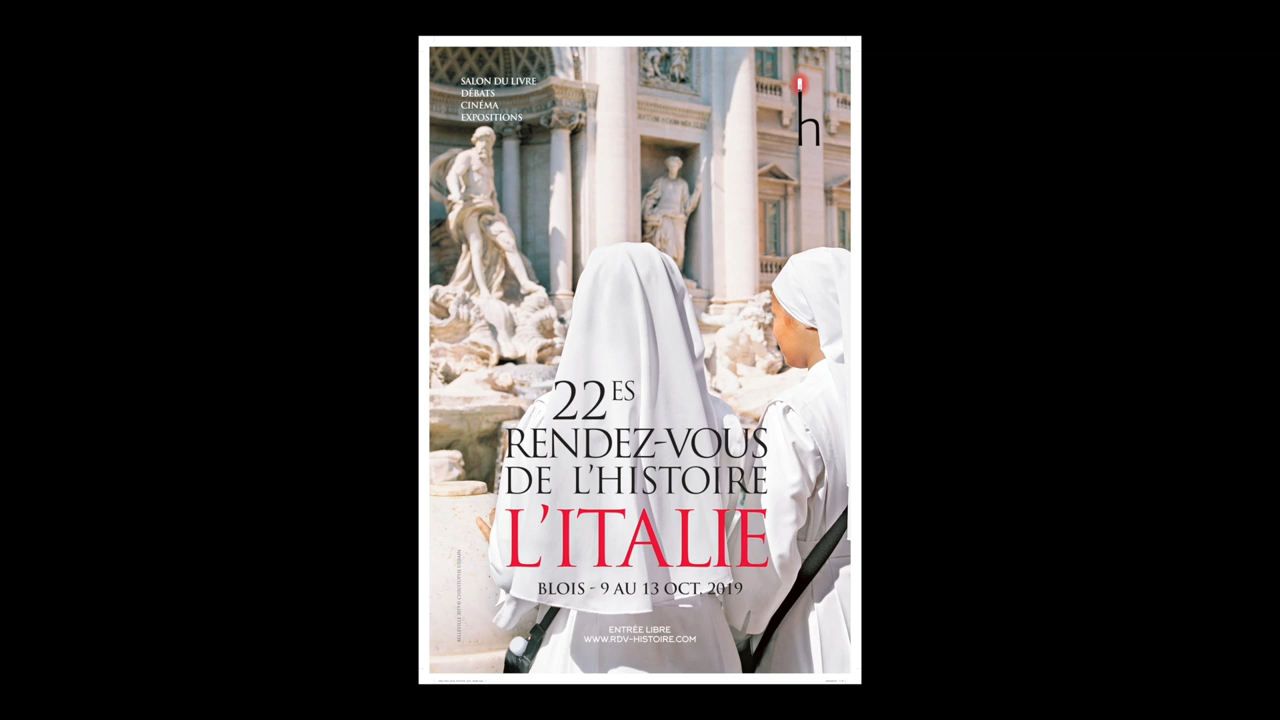 SALON DU LIVRE
DÉBATS
CINÉMA
EXPOSITIONS
h
22ES
RENDEZ-VOUS
DE L'HISTOIRE
L'ITALIE
BLOIS - 9 AU 13 OCT. 2019
ENTRÉE LIBRE
WWW.RDV-HISTOIRE.COM